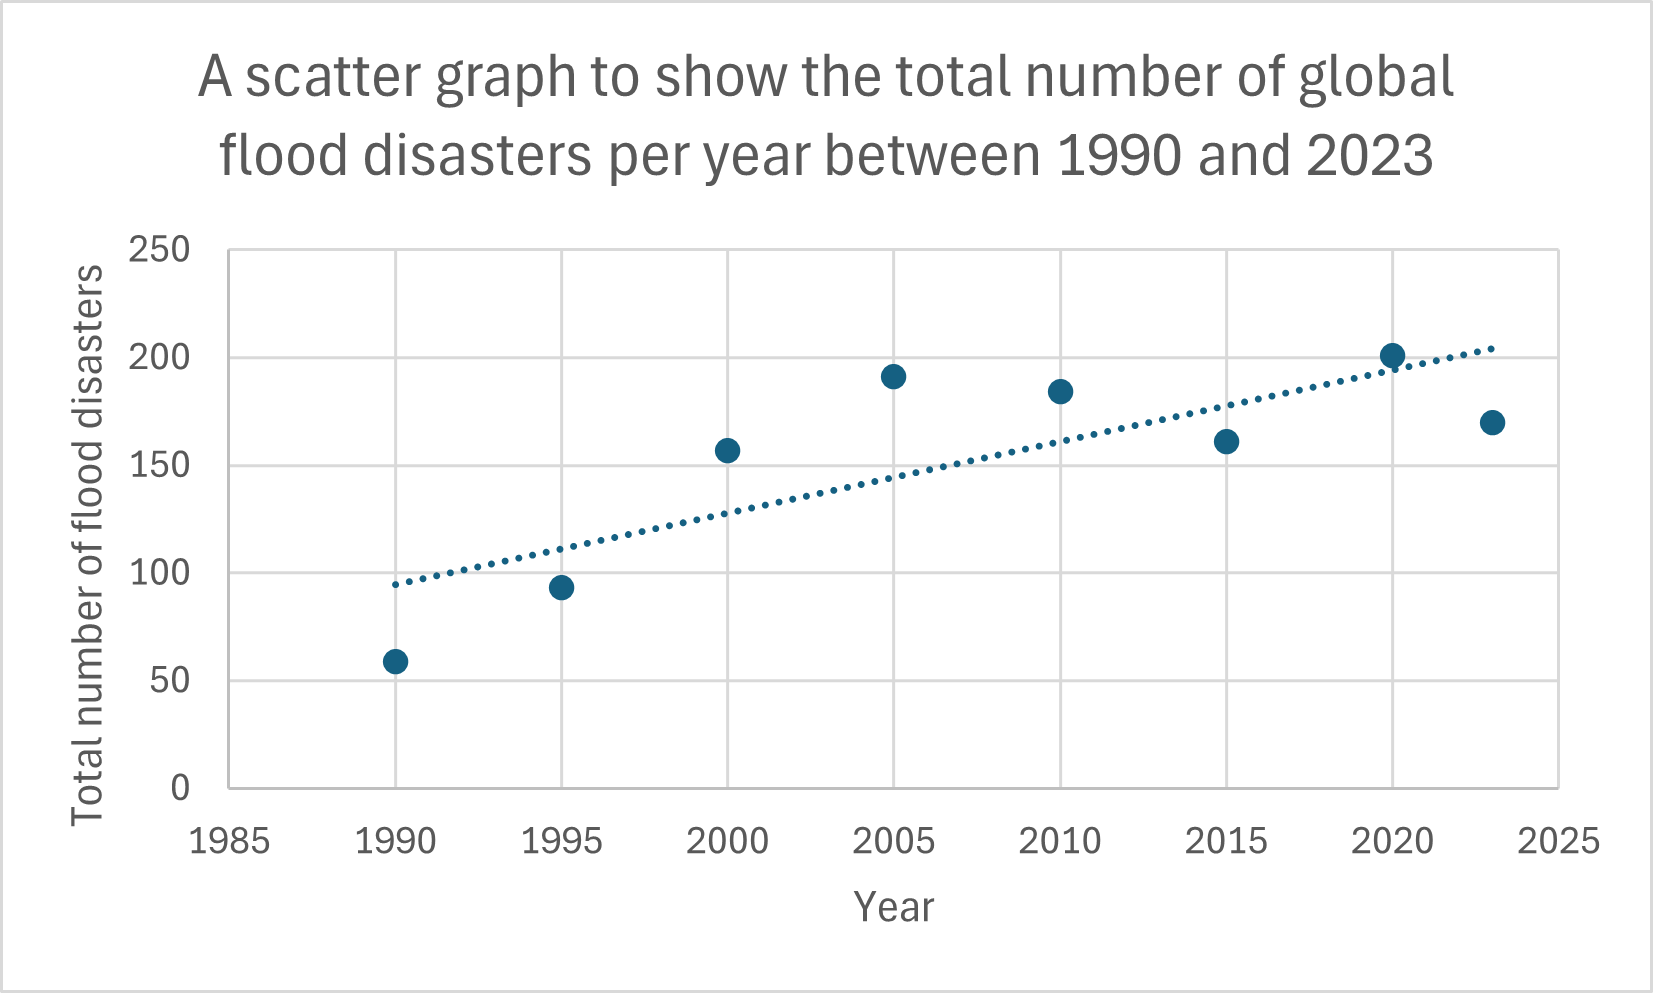 A scatter graph to show the total number of global
flood disasters per year between 1990 and 2023
Total number of flood disasters
250
200
150
100
50
0
1985 1990 1995 2000 2005 2010 2015 2020 2025
Year